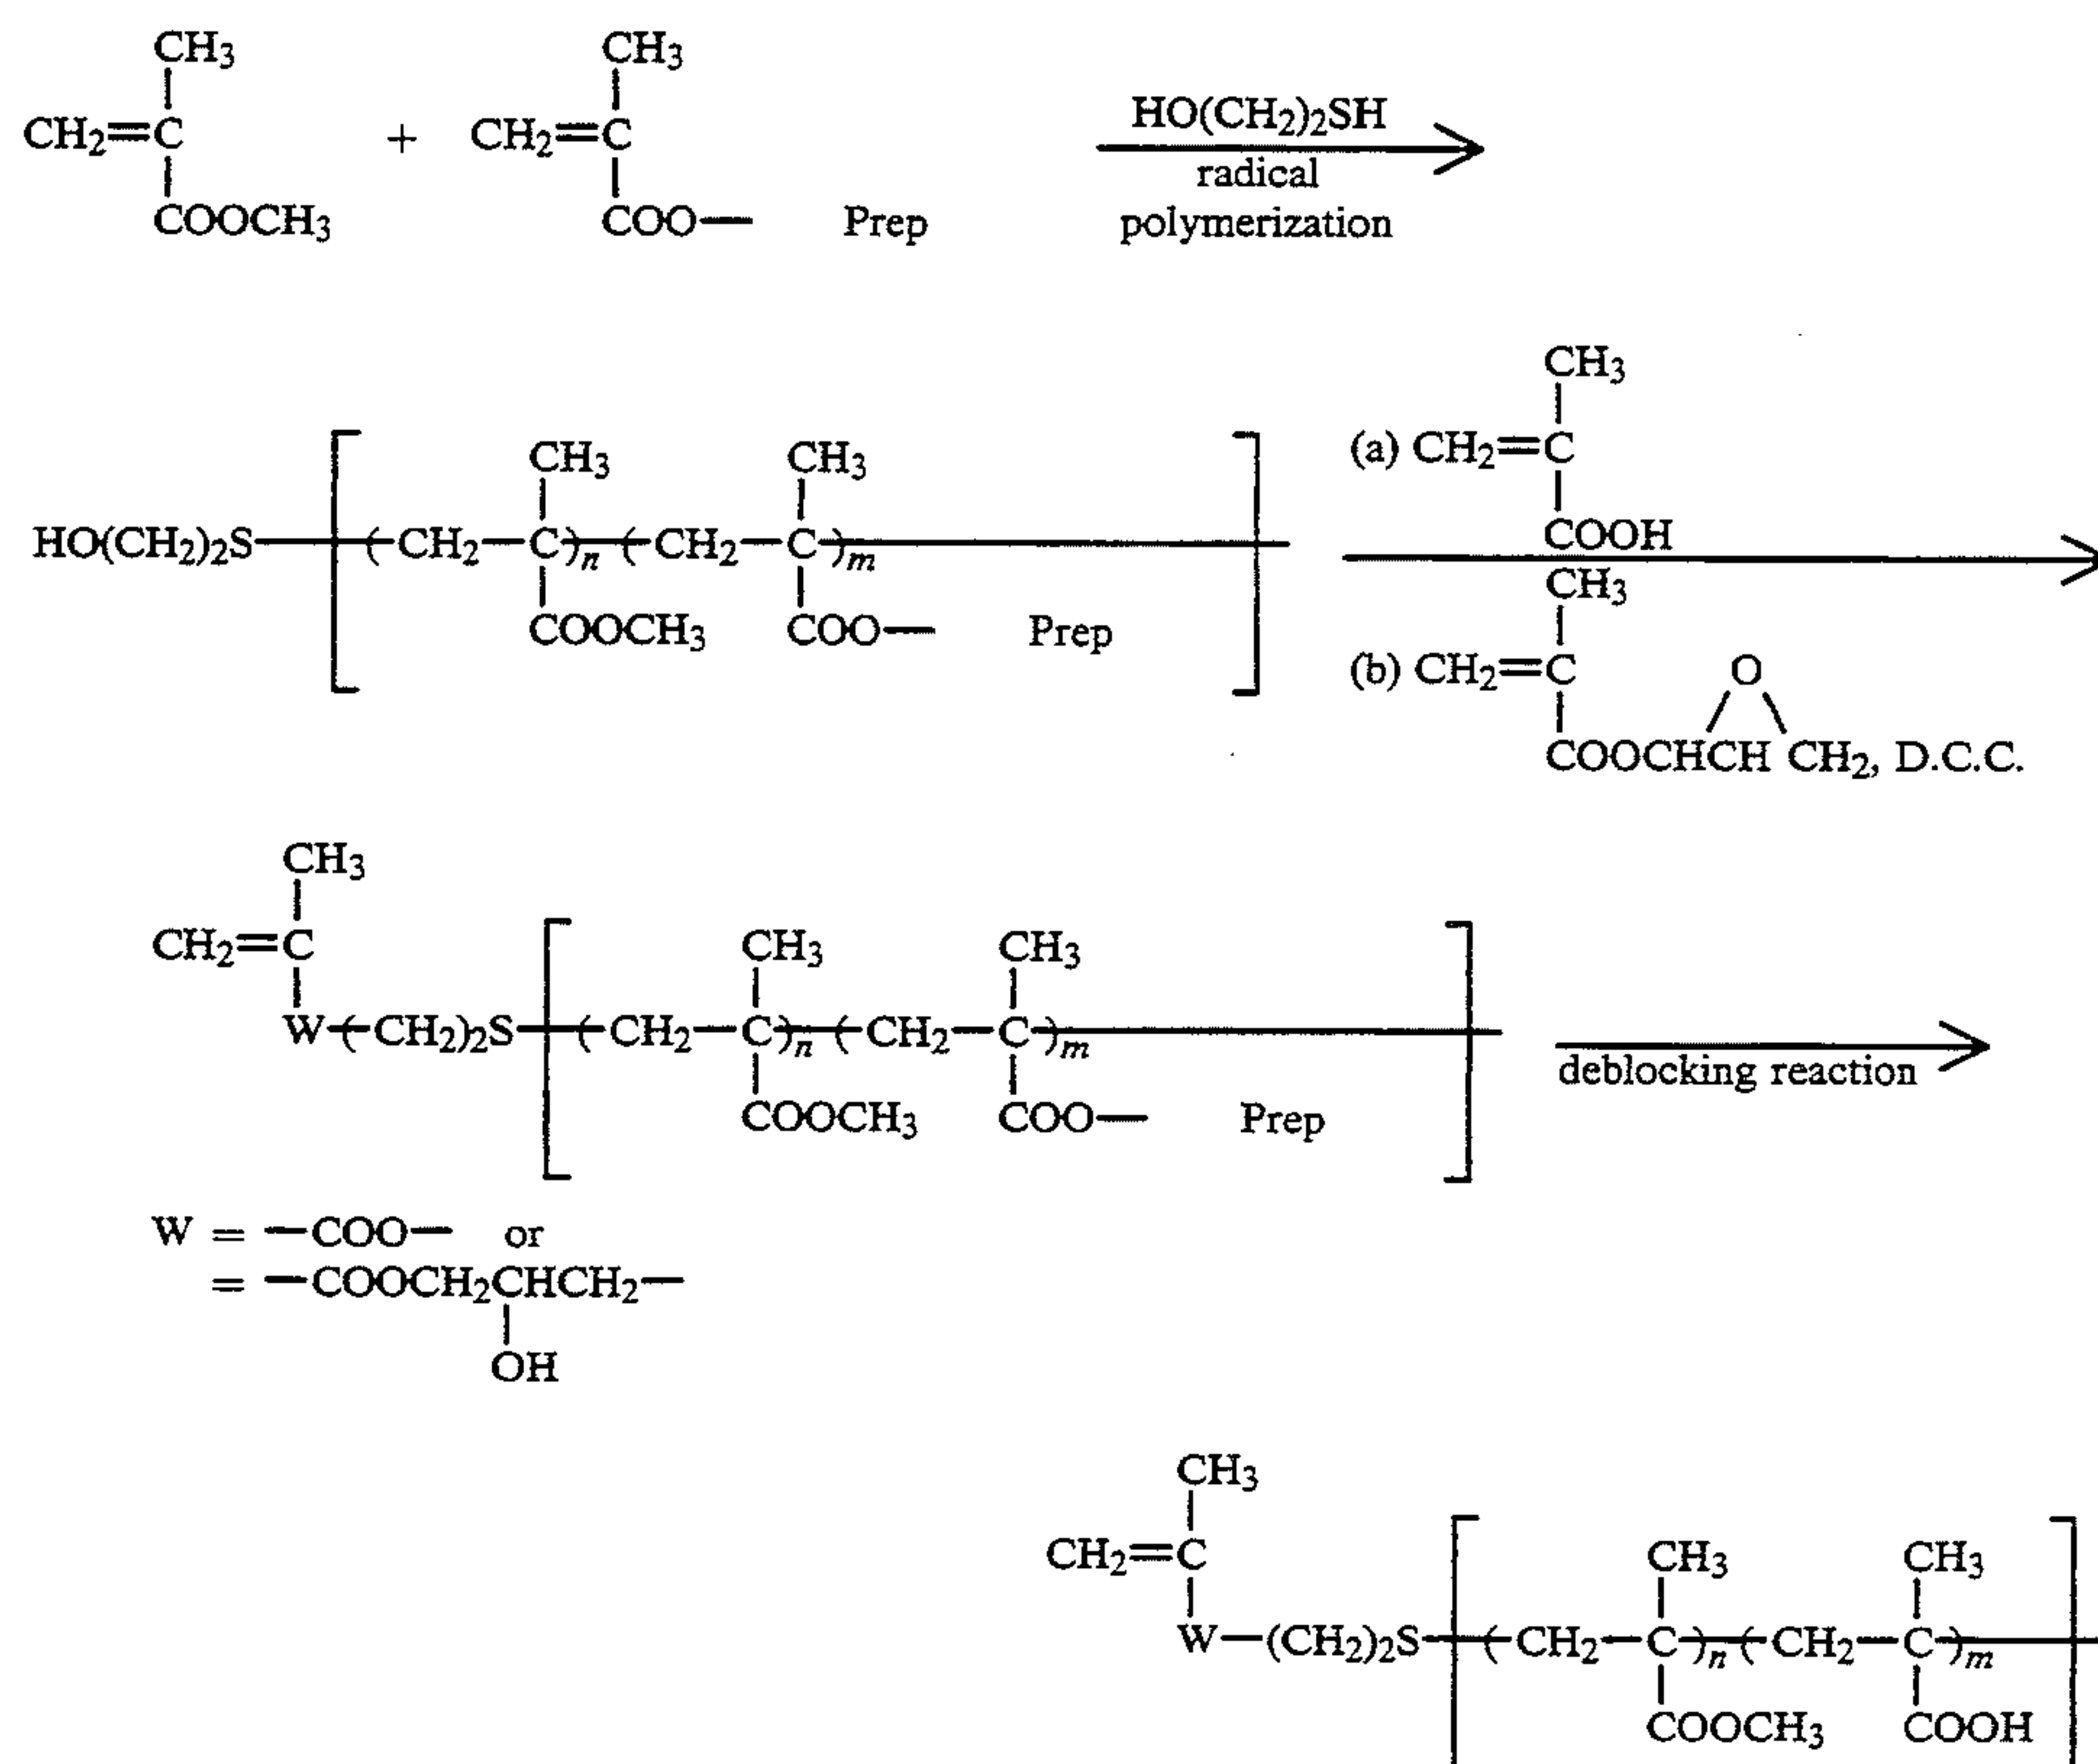 CH3 CH3
CH2=C + CH2=C HO(CH2)2SH
COOCH3 COO— Prep radical
polymerization
CH3
CH3 CH3 (a) CH2=C
HO(CH2)2S—[(CH2—C)n(CH2—C)m—] COOH
COOCH3 COO— Prep CH3
(b) CH2=C O
COOCHCH CH2, D.C.C.
CH3
CH2=C CH3 CH3
W(CH2)2S—[(CH2—C)n(CH2—C)m—] deblocking reaction
COOCH3 COO— Prep
W = —COO— or
= —COOCH2CHCH2—
OH
CH3
CH2=C CH3 CH3
W—(CH2)2S—[(CH2—C)n(CH2—C)m—]
COOCH3 COOH